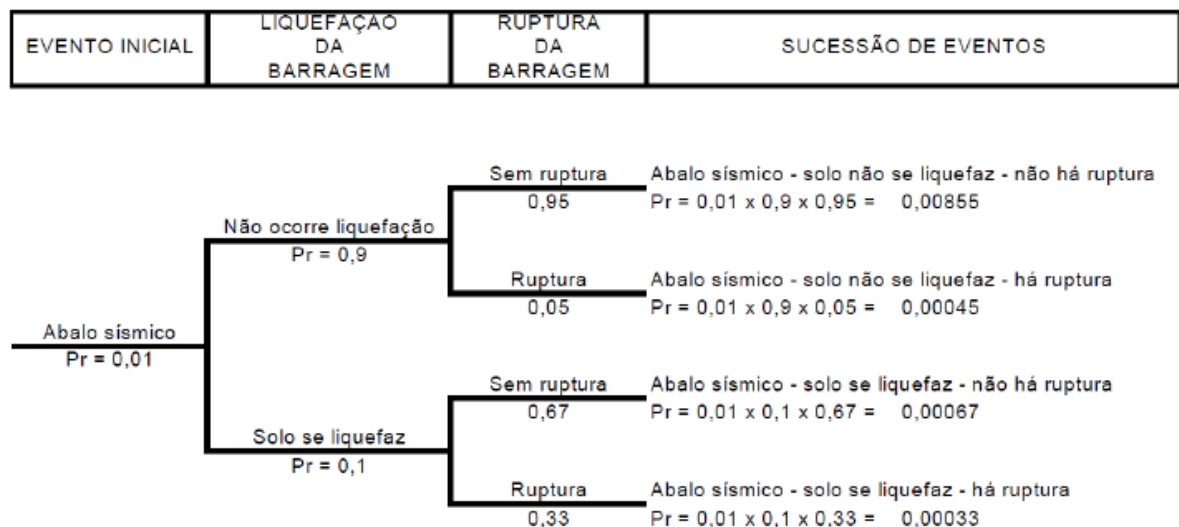 EVENTO INICIAL
LIQUEFAÇÃO
DA
BARRAGEM
RUPTURA
DA
BARRAGEM
SUCESSÃO DE EVENTOS
Sem ruptura
0,95
Abalo sísmico - solo não se liquefaz - não há ruptura
Pr = 0,01 x 0,9 x 0,95 = 0,00855
Não ocorre liquefação
Pr = 0,9
Ruptura
0,05
Abalo sísmico - solo não se liquefaz - há ruptura
Pr = 0,01 x 0,9 x 0,05 = 0,00045
Abalo sísmico
Pr = 0,01
Sem ruptura
0,67
Abalo sísmico - solo se liquefaz - não há ruptura
Pr = 0,01 x 0,1 x 0,67 = 0,00067
Solo se liquefaz
Pr = 0,1
Ruptura
0,33
Abalo sísmico - solo se liquefaz - há ruptura
Pr = 0,01 x 0,1 x 0,33 = 0,00033